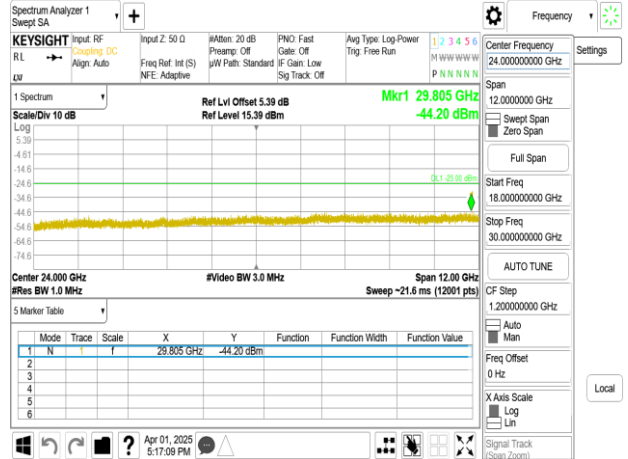 Spectrum Analyzer 1
Swept SA
+
Frequency
KEYSIGHT
RL
Input: RF
Coupling: DC
Align: Auto
Input Z: 50 Ω
Freq Ref: Int (S)
NFE: Adaptive
#Atten: 20 dB
Preamp: Off
µW Path: Standard
PNO: Fast
Gate: Off
IF Gain: Low
Sig Track: Off
Avg Type: Log-Power
Trig: Free Run
1 2 3 4 5 6
M W W W W W
P N N N N N
1 Spectrum
Scale/Div 10 dB
Ref Lvl Offset 5.39 dB
Ref Level 15.39 dBm
Mkr1 29.805 GHz
-44.20 dBm
Log
5.39
-4.61
-14.6
-24.6
-34.6
-44.6
-54.6
-64.6
-74.6
DL1 -25.00 dBm
Center 24.000 GHz
#Res BW 1.0 MHz
#Video BW 3.0 MHz
Span 12.00 GHz
Sweep ~21.6 ms (12001 pts)
5 Marker Table
Mode Trace Scale X Y Function Function Width Function Value
1 N 1 f 29.805 GHz -44.20 dBm
2
3
4
5
6
Apr 01, 2025
5:17:09 PM
Center Frequency
24.000000000 GHz
Span
12.0000000 GHz
Swept Span
Zero Span
Full Span
Start Freq
18.000000000 GHz
Stop Freq
30.000000000 GHz
AUTO TUNE
CF Step
1.200000000 GHz
Auto
Man
Freq Offset
0 Hz
X Axis Scale
Log
Lin
Signal Track
(Span Zoom)
Settings
Local